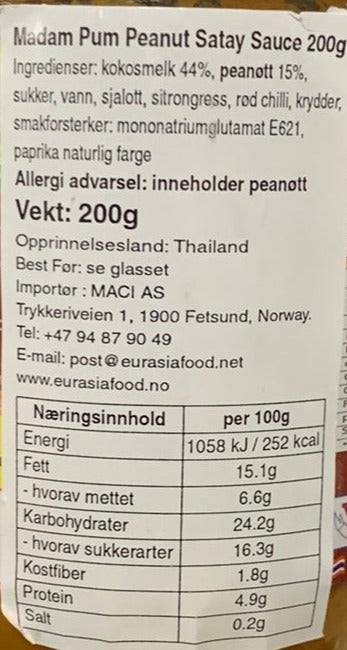 Madam Pum Peanut Satay Sauce 200g
Ingredienser: kokosmelk 44%, peanøtt 15%,
sukker, vann, sjalott, sitrongress, rød chilli, krydder,
smakforsterker: mononatriumglutamat E621,
paprika naturlig farge
Allergi advarsel: inneholder peanøtt
Vekt: 200g
Opprinnelsesland: Thailand
Best Før: se glasset
Importør : MACI AS
Trykkeriveien 1, 1900 Fetsund, Norway.
Tel: +47 94 87 90 49
E-mail: post@eurasiafood.net
www.eurasiafood.no
Næringsinnhold per 100g
Energi 1058 kJ / 252 kcal
Fett 15.1g
- hvorav mettet 6.6g
Karbohydrater 24.2g
- hvorav sukkerarter 16.3g
Kostfiber 1.8g
Protein 4.9g
Salt 0.2g